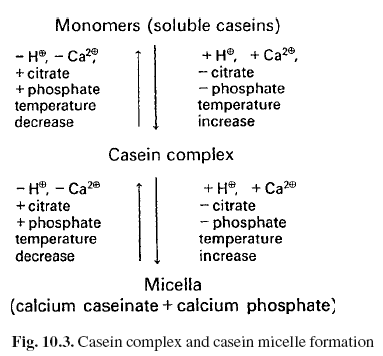 Monomers (soluble caseins)
− H⊕, − Ca²⊕, + H⊕, + Ca²⊕,
+ citrate − citrate
+ phosphate − phosphate
temperature temperature
decrease increase
Casein complex
− H⊕, − Ca²⊕ + H⊕, + Ca²⊕
+ citrate − citrate
+ phosphate − phosphate
temperature temperature
decrease increase
Micella
(calcium caseinate + calcium phosphate)
Fig. 10.3. Casein complex and casein micelle formation